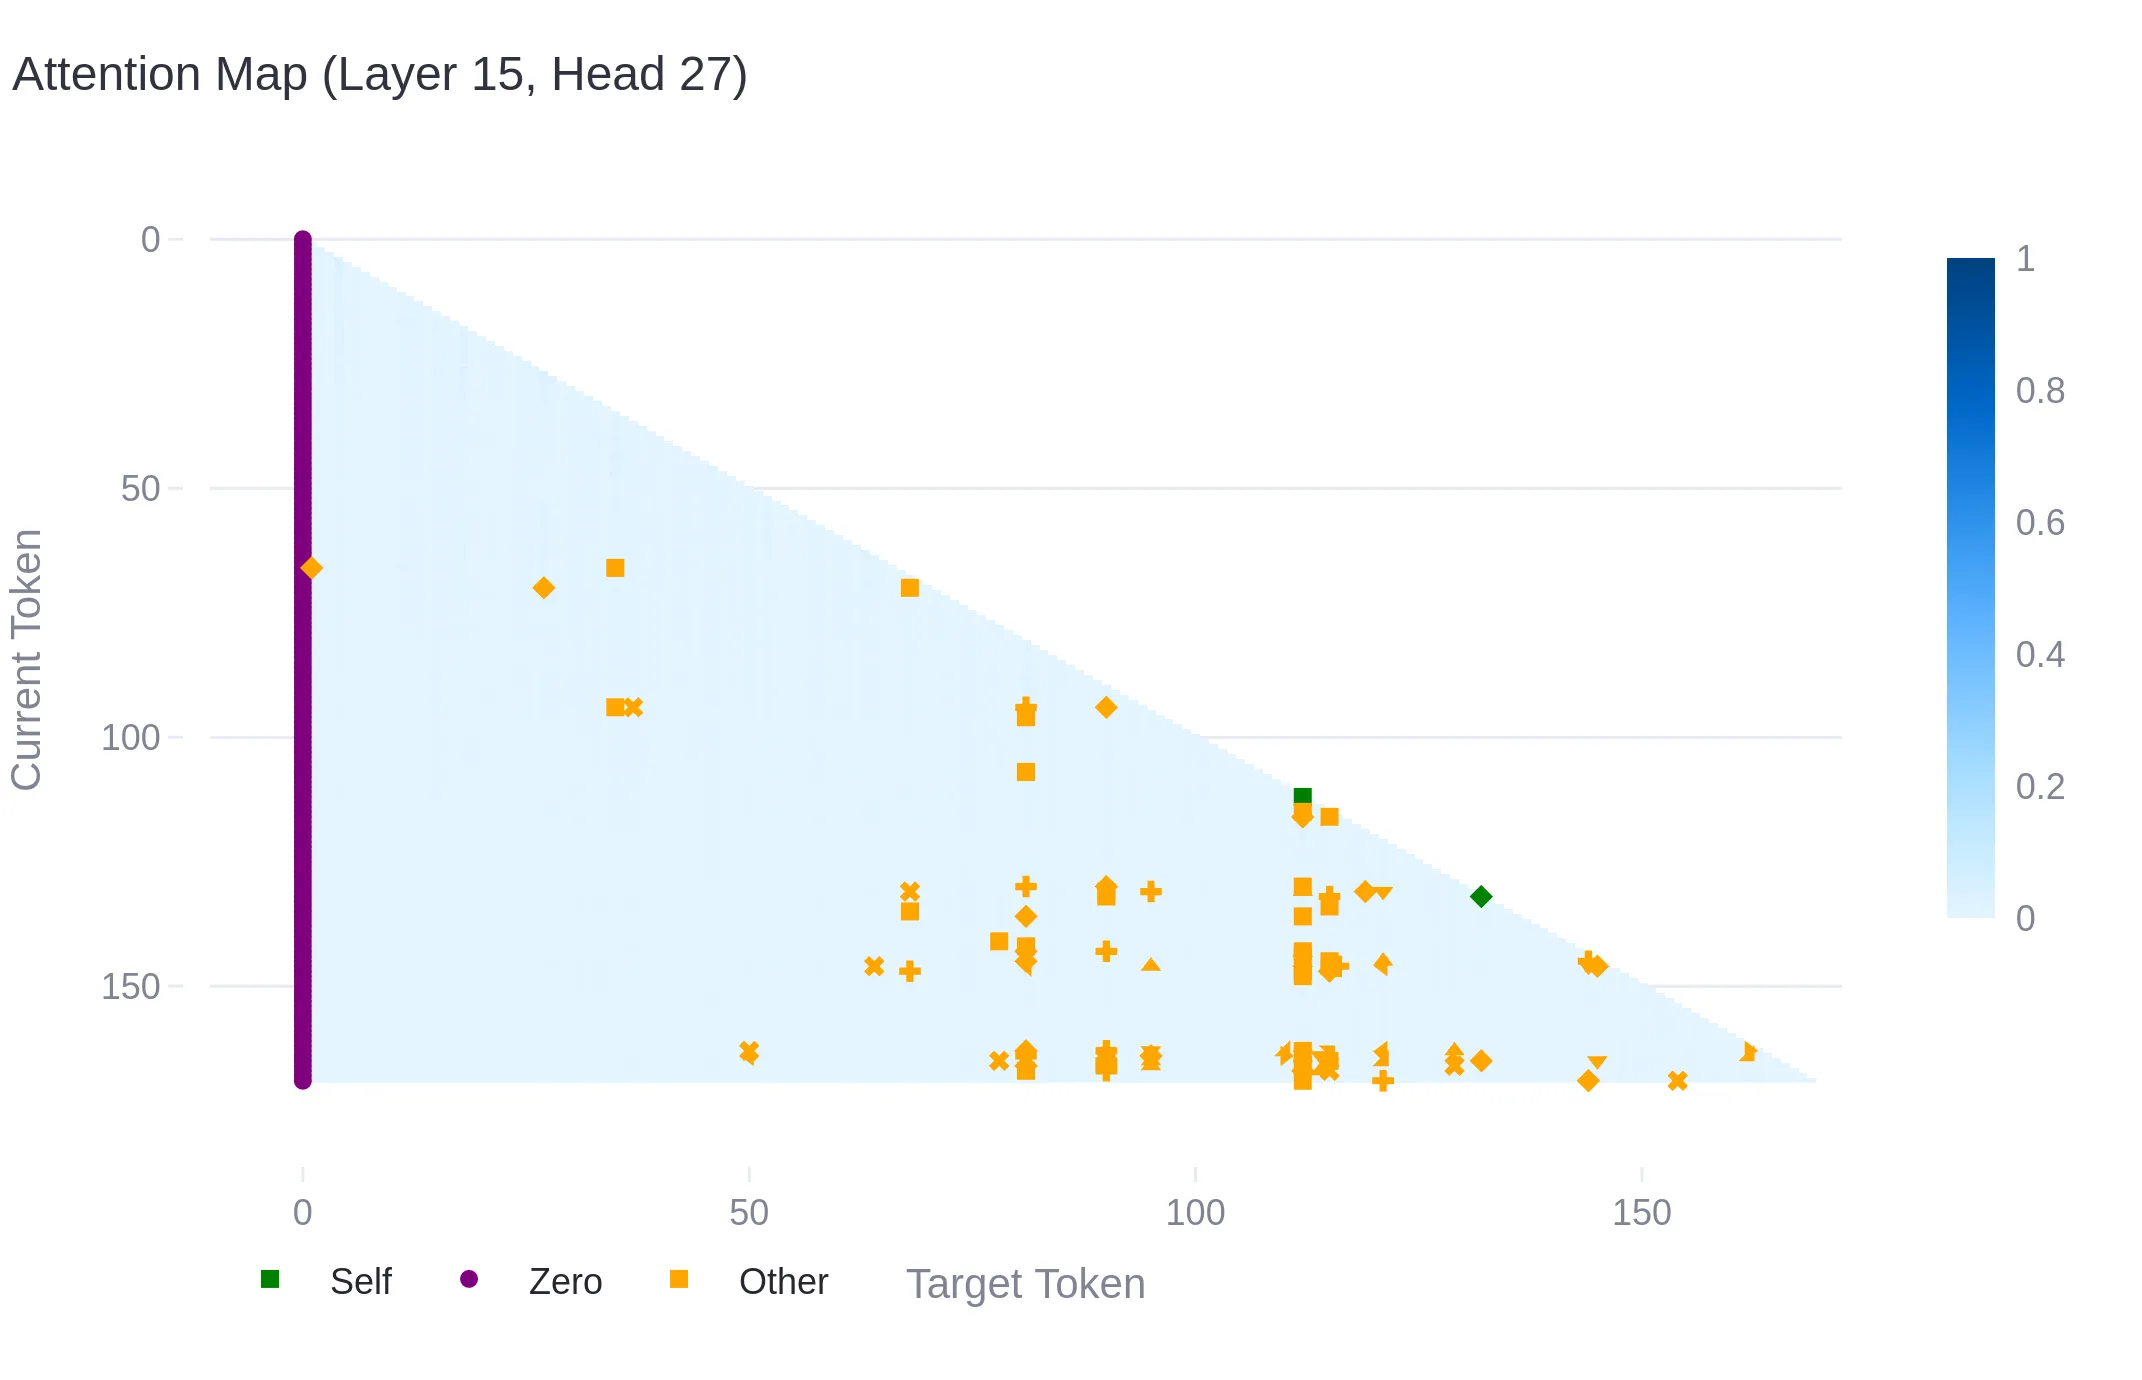 Attention Map (Layer 15, Head 27)
0
50
100
150
Current Token
1
0.8
0.6
0.4
0.2
0
0 50 100 150
Self Zero Other Target Token